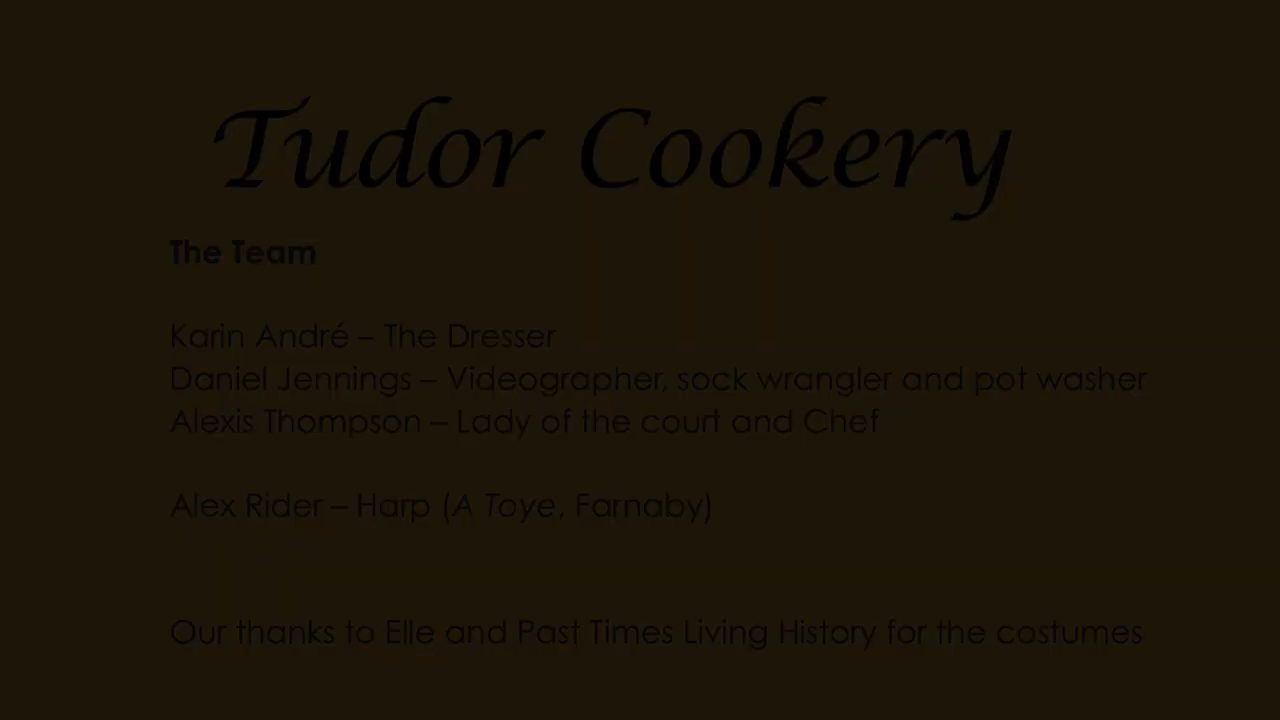 Tudor Cookery
The Team
Karin André – The Dresser
Daniel Jennings – Videographer, sock wrangler and pot washer
Alexis Thompson – Lady of the court and Chef
Alex Rider – Harp (A Toye, Farnaby)
Our thanks to Elle and Past Times Living History for the costumes